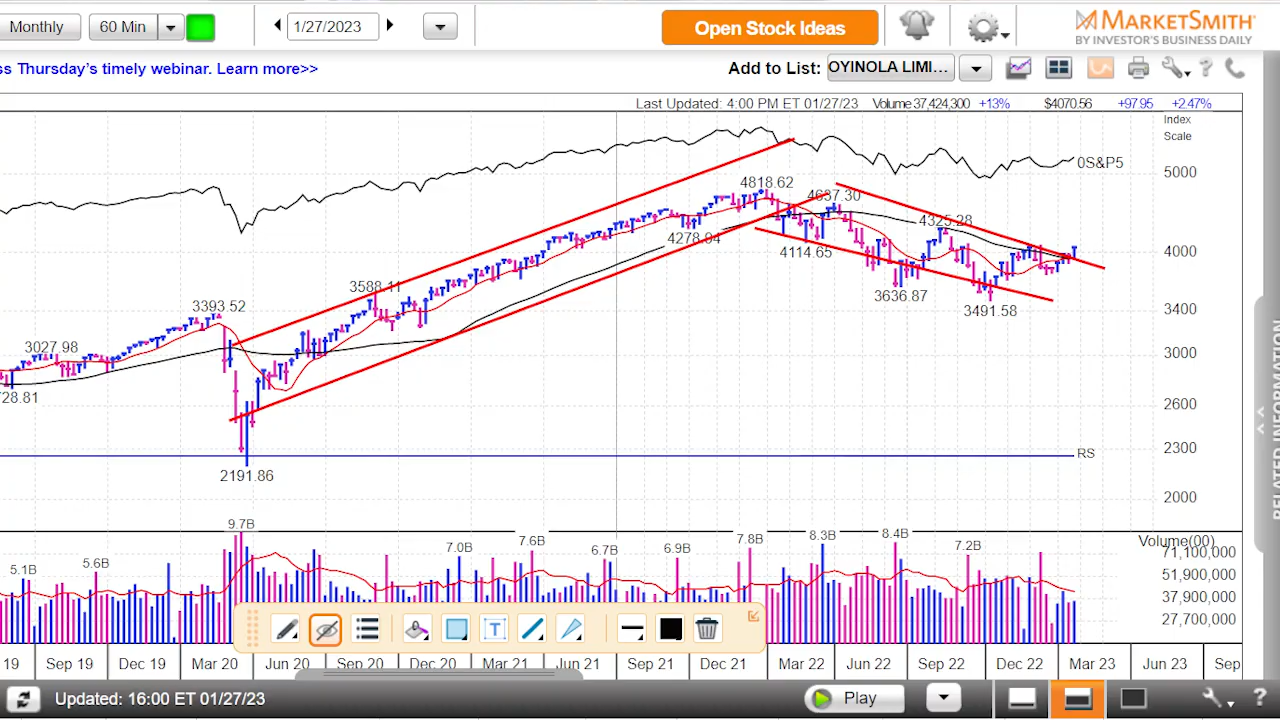 Monthly
60 Min
1/27/2023
Open Stock Ideas
MARKETSMITH
BY INVESTOR'S BUSINESS DAILY
ss Thursday's timely webinar. Learn more>>
Add to List:
OYINOLA LIMI...
?
Last Updated: 4:00 PM ET 01/27/23 Volume 37,424,300 +13% $4070.56 +97.95 +2.47%
Index
Scale
0S&P5
5000
4818.62
4637.30
4325.28
4278.94
4114.65
4000
3588.11
3636.87
3393.52
3491.58
3400
3027.98
3000
728.81
2600
2300
RS
2191.86
2000
9.7B
Volume(00)
7.0B
7.6B
6.7B
6.9B
7.8B
8.3B
8.4B
7.2B
5.1B
5.6B
71,100,000
51,900,000
37,900,000
27,700,000
T
19 Sep 19 Dec 19 Mar 20 Jun 20 Sep 20 Dec 20 Mar 21 Jun 21 Sep 21 Dec 21 Mar 22 Jun 22 Sep 22 Dec 22 Mar 23 Jun 23 Sep
Updated: 16:00 ET 01/27/23
Play
?
RELATED INFORMATION